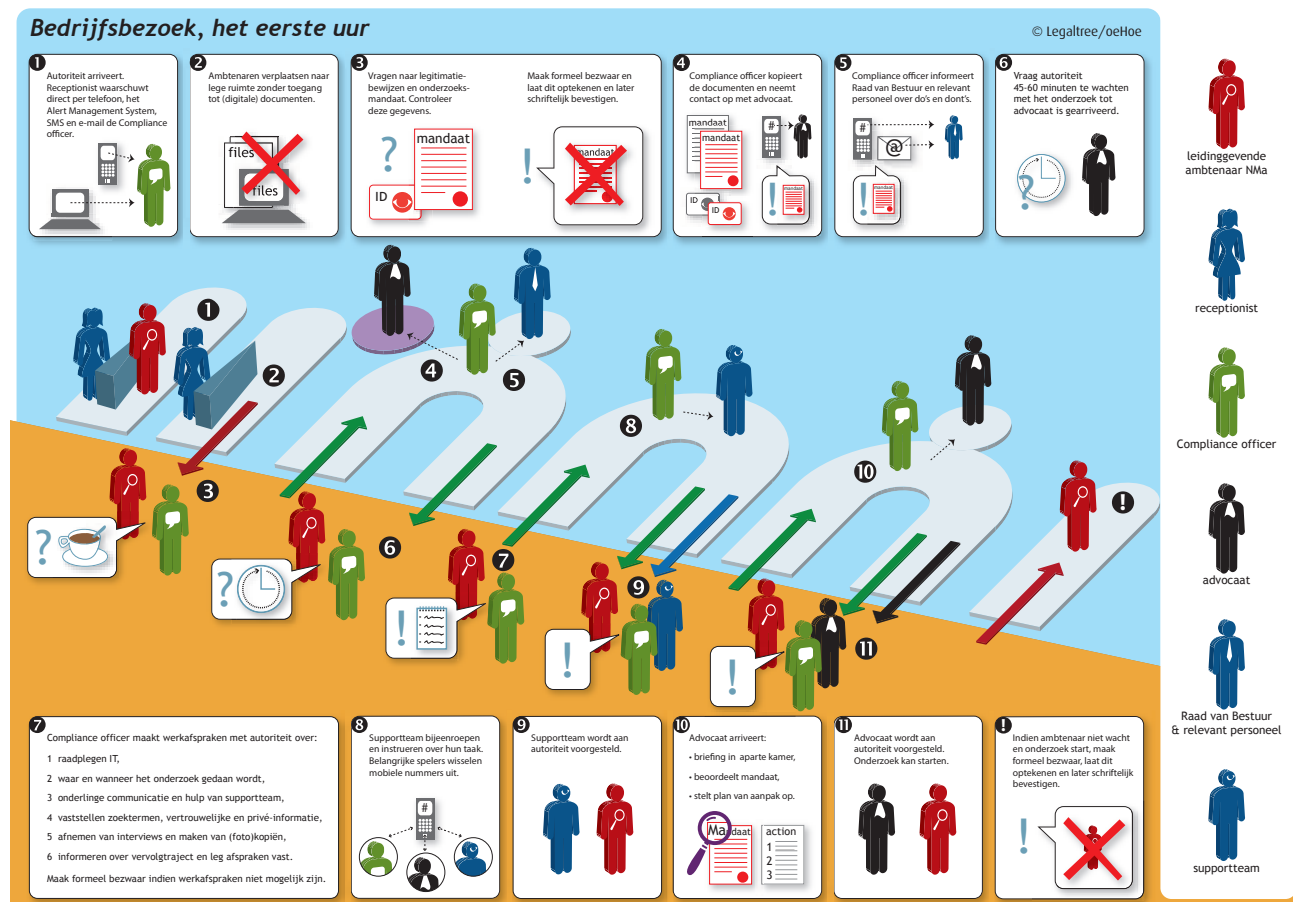 Bedrijfsbezoek, het eerste uur
© Legaltree/oeHoe
1
Autoriteit arriveert.
Receptionist waarschuwt
direct per telefoon, het
Alert Management System,
SMS en e-mail de Compliance
officer.
2
Ambtenaren verplaatsen naar
lege ruimte zonder toegang
tot (digitale) documenten.
files
files
3
Vragen naar legitimatie-
bewijzen en onderzoeks-
mandaat. Controleer
deze gegevens.
?
mandaat
ID
Maak formeel bezwaar en
laat dit optekenen en later
schriftelijk bevestigen.
!
mandaat
4
Compliance officer kopieert
de documenten en neemt
contact op met advocaat.
mandaat
mandaat
ID
ID
#
!
mandaat
5
Compliance officer informeert
Raad van Bestuur en relevant
personeel over do's en dont's.
#
@
!
mandaat
6
Vraag autoriteit
45-60 minuten te wachten
met het onderzoek tot
advocaat is gearriveerd.
?
leidinggevende
ambtenaar NMa
receptionist
Compliance officer
advocaat
Raad van Bestuur
& relevant personeel
supportteam
1
2
3
4
5
6
7
8
9
10
11
!
?
?
!
!
!
7
Compliance officer maakt werkafspraken met autoriteit over:
1 raadplegen IT,
2 waar en wanneer het onderzoek gedaan wordt,
3 onderlinge communicatie en hulp van supportteam,
4 vaststellen zoektermen, vertrouwelijke en privé-informatie,
5 afnemen van interviews en maken van (foto)kopiën,
6 informeren over vervolgtraject en leg afspraken vast.
Maak formeel bezwaar indien werkafspraken niet mogelijk zijn.
8
Supportteam bijeenroepen
en instrueren over hun taak.
Belangrijke spelers wisselen
mobiele nummers uit.
#
9
Supportteam wordt aan
autoriteit voorgesteld.
10
Advocaat arriveert:
• briefing in aparte kamer,
• beoordeelt mandaat,
• stelt plan van aanpak op.
Mandaat
action
1
2
3
11
Advocaat wordt aan
autoriteit voorgesteld.
Onderzoek kan starten.
!
Indien ambtenaar niet wacht
en onderzoek start, maak
formeel bezwaar, laat dit
optekenen en later schriftelijk
bevestigen.
!